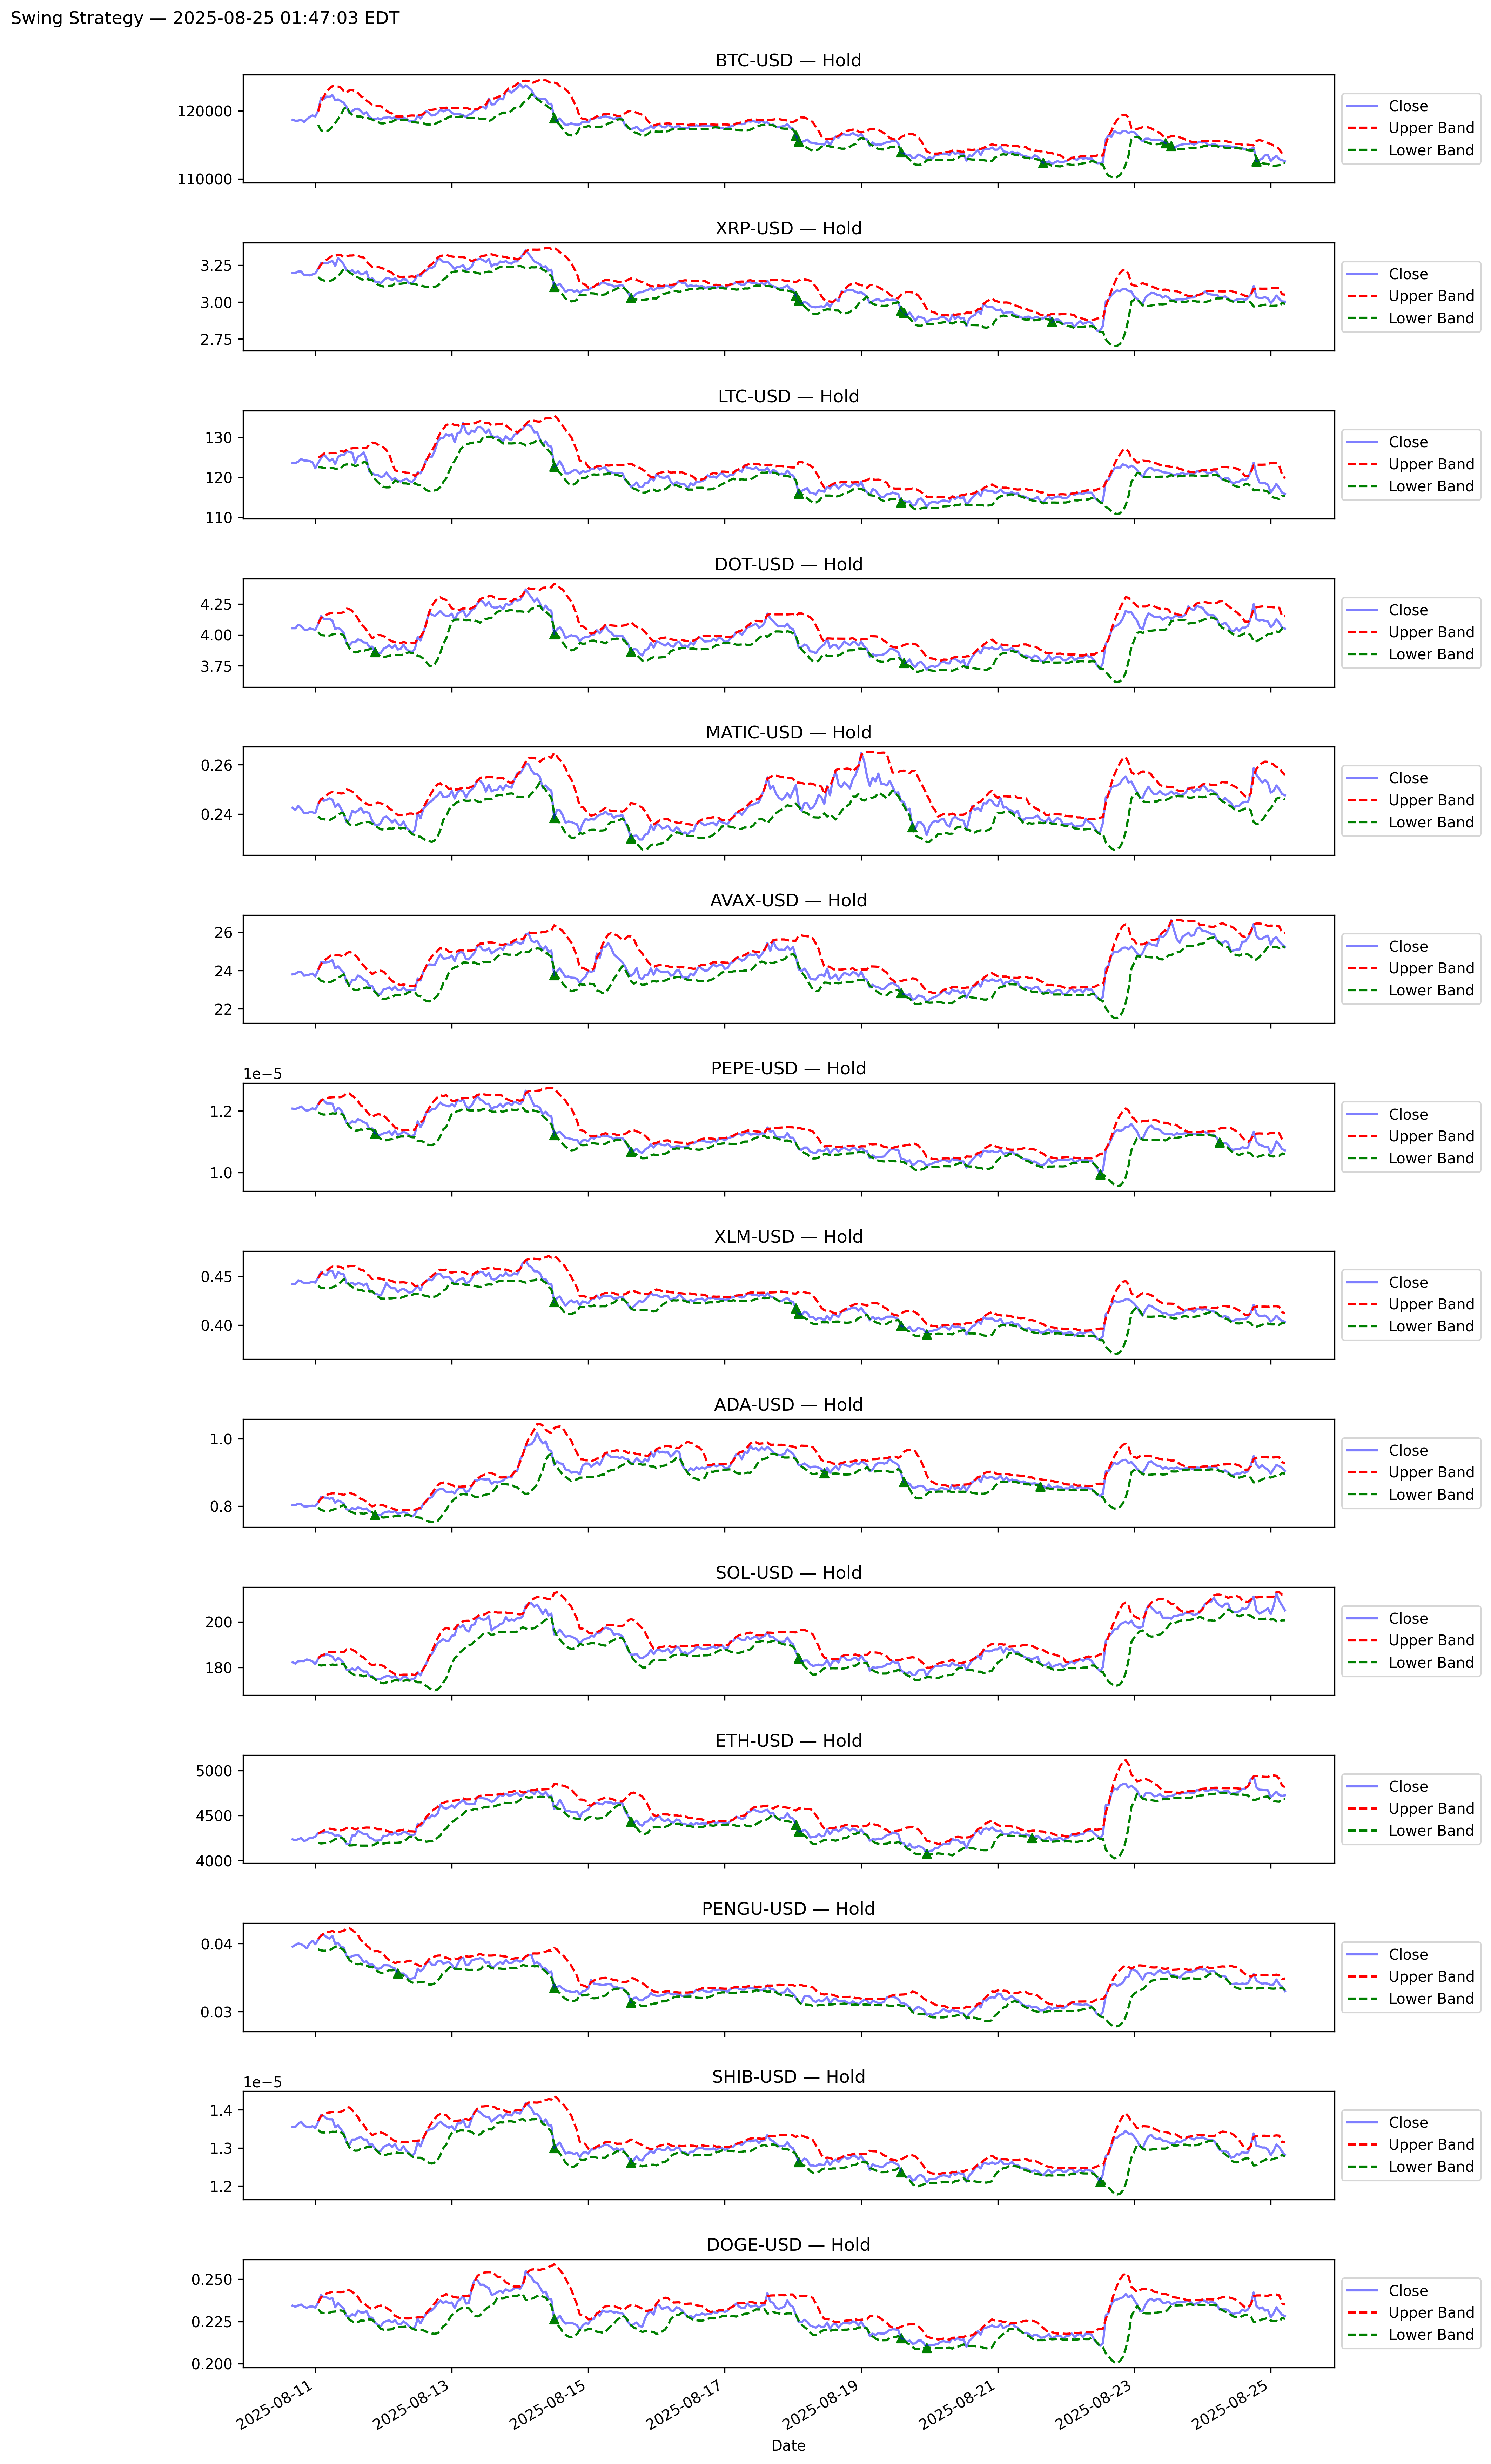 Swing Strategy — 2025-08-25 01:47:03 EDT
BTC-USD — Hold
120000
110000
Close
Upper Band
Lower Band
XRP-USD — Hold
3.25
3.00
2.75
Close
Upper Band
Lower Band
LTC-USD — Hold
130
120
110
Close
Upper Band
Lower Band
DOT-USD — Hold
4.25
4.00
3.75
Close
Upper Band
Lower Band
MATIC-USD — Hold
0.26
0.24
Close
Upper Band
Lower Band
AVAX-USD — Hold
26
24
22
Close
Upper Band
Lower Band
PEPE-USD — Hold
1e−5
1.2
1.0
Close
Upper Band
Lower Band
XLM-USD — Hold
0.45
0.40
Close
Upper Band
Lower Band
ADA-USD — Hold
1.0
0.8
Close
Upper Band
Lower Band
SOL-USD — Hold
200
180
Close
Upper Band
Lower Band
ETH-USD — Hold
5000
4500
4000
Close
Upper Band
Lower Band
PENGU-USD — Hold
0.04
0.03
Close
Upper Band
Lower Band
SHIB-USD — Hold
1e−5
1.4
1.3
1.2
Close
Upper Band
Lower Band
DOGE-USD — Hold
0.250
0.225
0.200
Close
Upper Band
Lower Band
2025-08-11
2025-08-13
2025-08-15
2025-08-17
2025-08-19
2025-08-21
2025-08-23
2025-08-25
Date